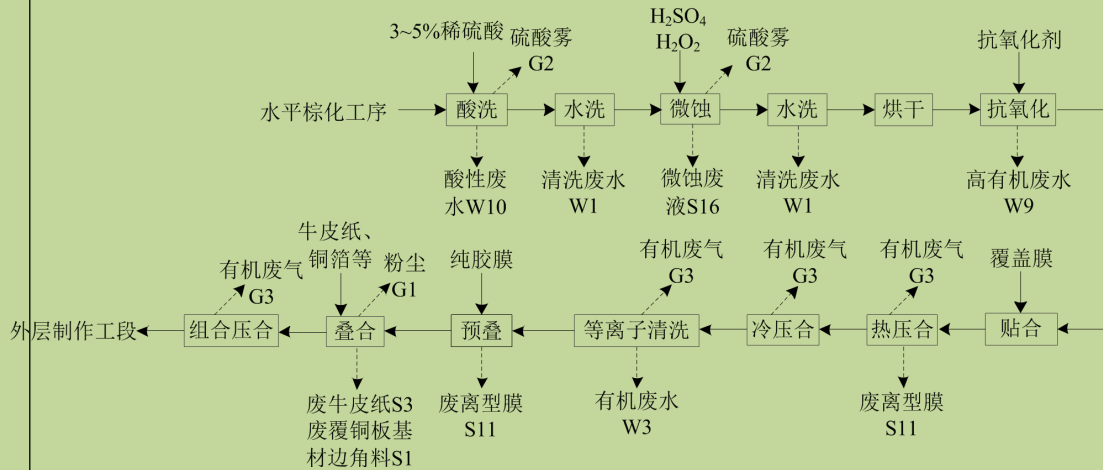 H₂SO₄
H₂O₂
3~5%稀硫酸
硫酸雾
G2
硫酸雾
G2
抗氧化剂
水平棕化工序
酸洗
水洗
微蚀
水洗
烘干
抗氧化
酸性废
水W10
清洗废水
W1
微蚀废
液S16
清洗废水
W1
高有机废水
W9
有机废气
G3
牛皮纸、
铜箔等
粉尘
G1
纯胶膜
有机废气
G3
有机废气
G3
有机废气
G3
覆盖膜
外层制作工段
组合压合
叠合
预叠
等离子清洗
冷压合
热压合
贴合
废牛皮纸S3
废覆铜板基
材边角料S1
废离型膜
S11
有机废水
W3
废离型膜
S11